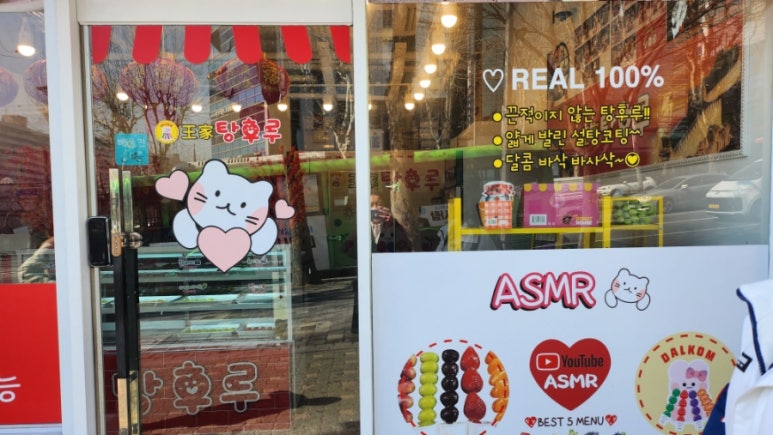 王家탕후루
탕후루
능
♡ REAL 100%
• 끈적이지 않는 탕후루!!
• 얇게 발린 설탕코팅~
• 달콤 바삭 바사삭~♥
ASMR
YouTube
ASMR
BEST 5 MENU
DALKOM